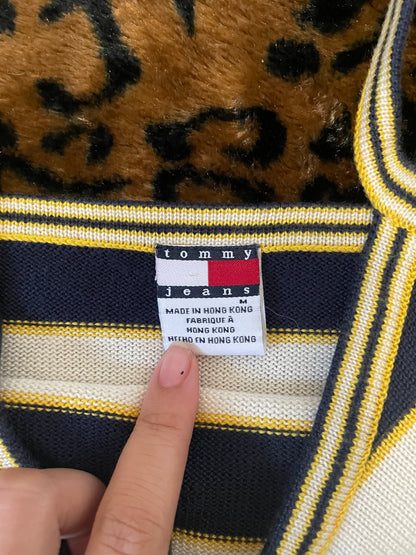 tommy
jeans
M
MADE IN HONG KONG
FABRIQUE À
HONG KONG
HECHO EN HONG KONG